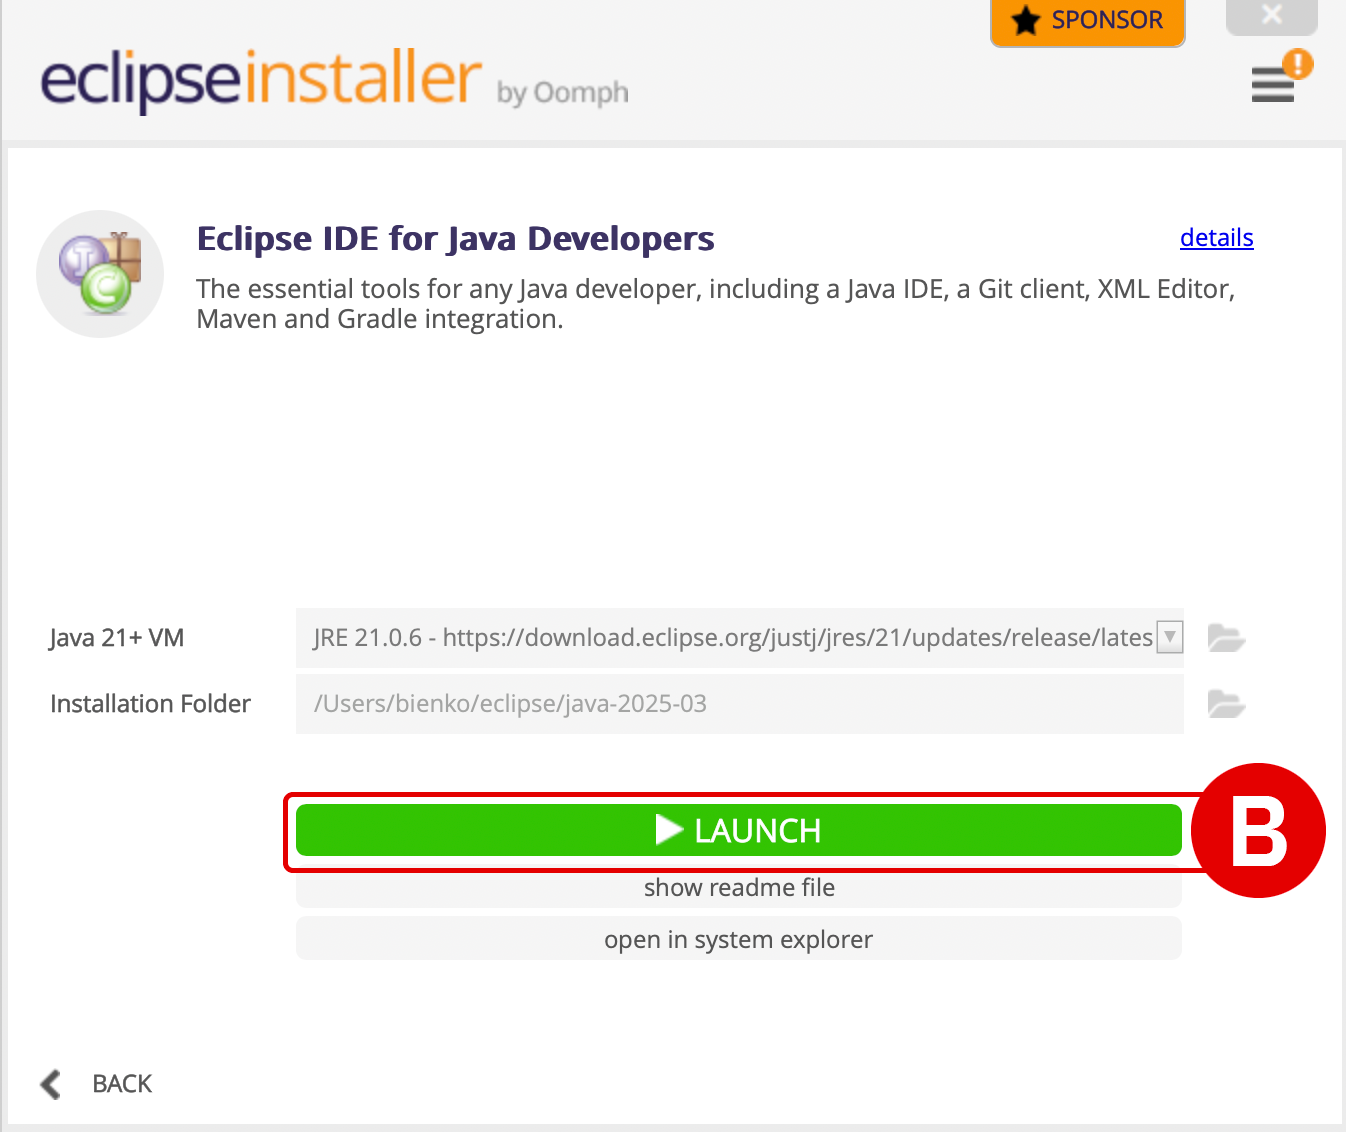 SPONSOR
eclipseinstaller by Oomph
Eclipse IDE for Java Developers
details
The essential tools for any Java developer, including a Java IDE, a Git client, XML Editor,
Maven and Gradle integration.
Java 21+ VM
JRE 21.0.6 - https://download.eclipse.org/justj/jres/21/updates/release/lates
Installation Folder
/Users/bienko/eclipse/java-2025-03
LAUNCH
B
show readme file
open in system explorer
BACK